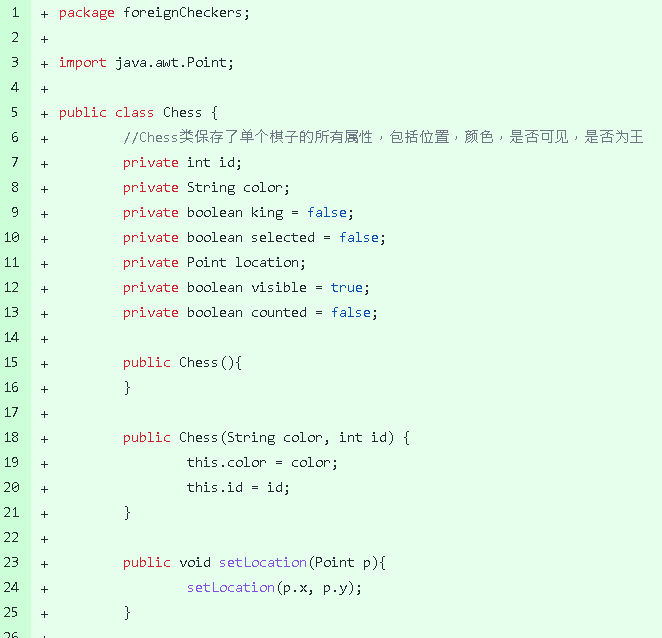 1 + package foreignCheckers;
2 +
3 + import java.awt.Point;
4 +
5 + public class Chess {
6 + //Chess类保存了单个棋子的所有属性，包括位置，颜色，是否可见，是否为王
7 + private int id;
8 + private String color;
9 + private boolean king = false;
10 + private boolean selected = false;
11 + private Point location;
12 + private boolean visible = true;
13 + private boolean counted = false;
14 +
15 + public Chess(){
16 + }
17 +
18 + public Chess(String color, int id) {
19 + this.color = color;
20 + this.id = id;
21 + }
22 +
23 + public void setLocation(Point p){
24 + setLocation(p.x, p.y);
25 + }
26 +